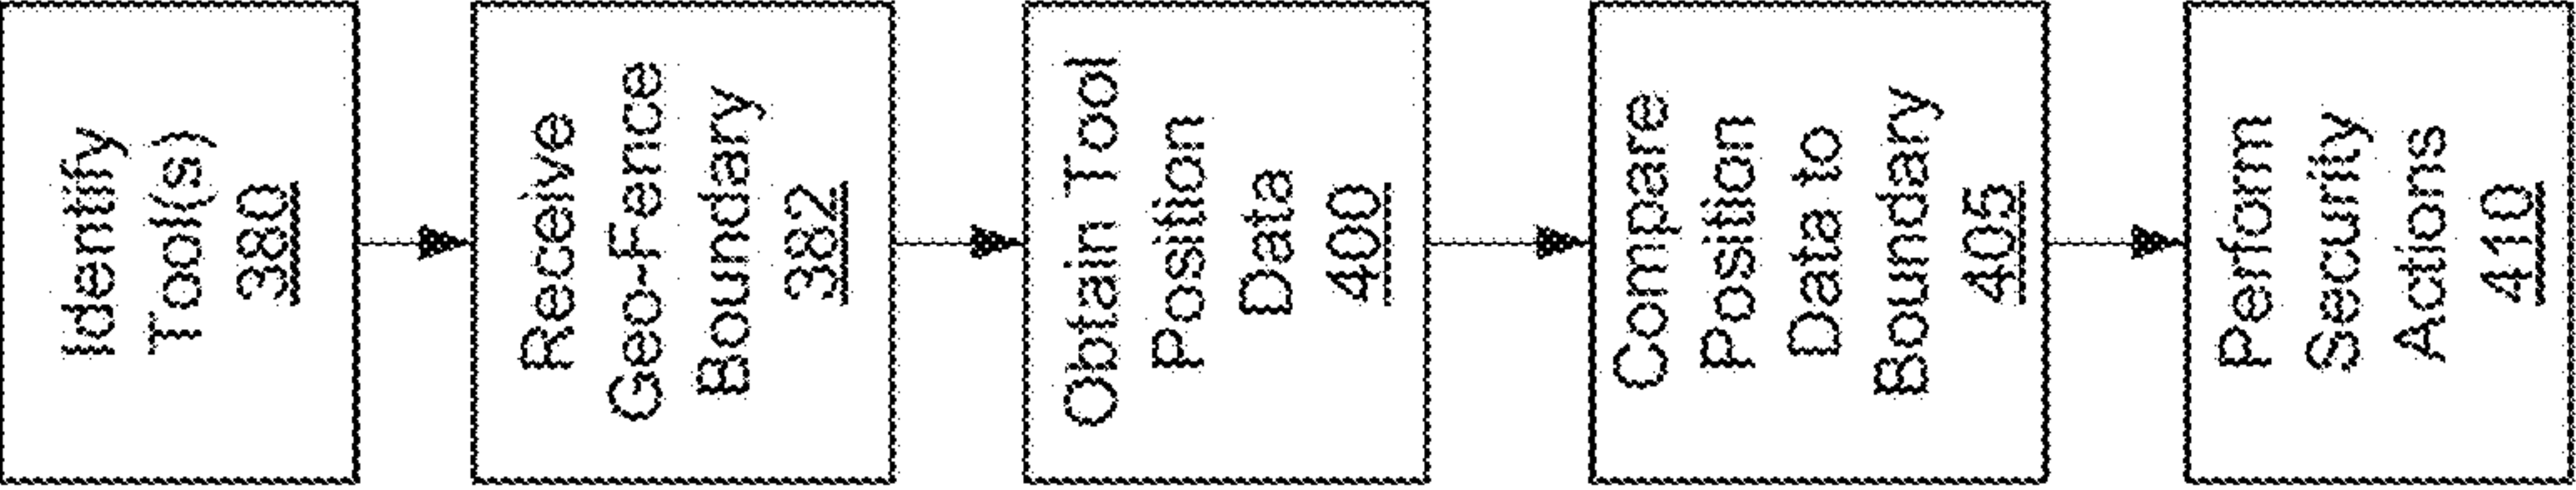 Identify
Tool(s)
380
Receive
Geo-Fence
Boundary
382
Obtain Tool
Position
Data
400
Compare
Position
Data to
Boundary
405
Perform
Security
Actions
410